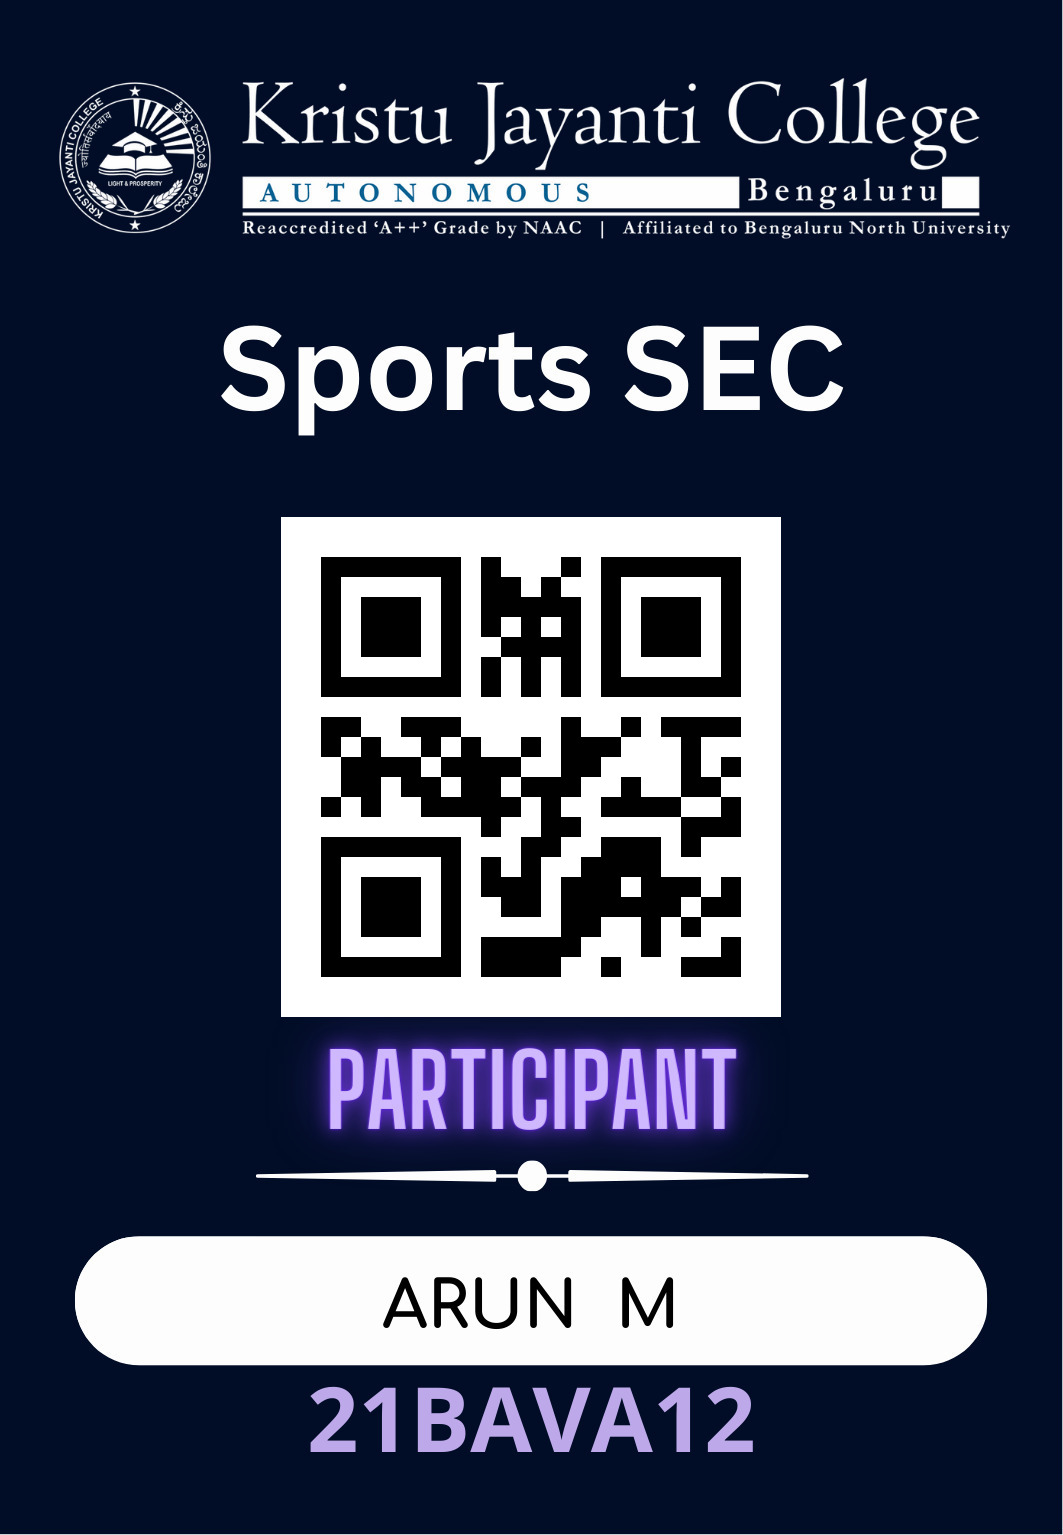 KRISTU JAYANTI COLLEGE
ಕ್ರಿಸ್ತು ಜಯಂತಿ ಕಾಲೇಜು
LIGHT & PROSPERITY
Kristu Jayanti College
AUTONOMOUS Bengaluru
Reaccredited ‘A++’ Grade by NAAC | Affiliated to Bengaluru North University
Sports SEC
PARTICIPANT
ARUN M
21BAVA12